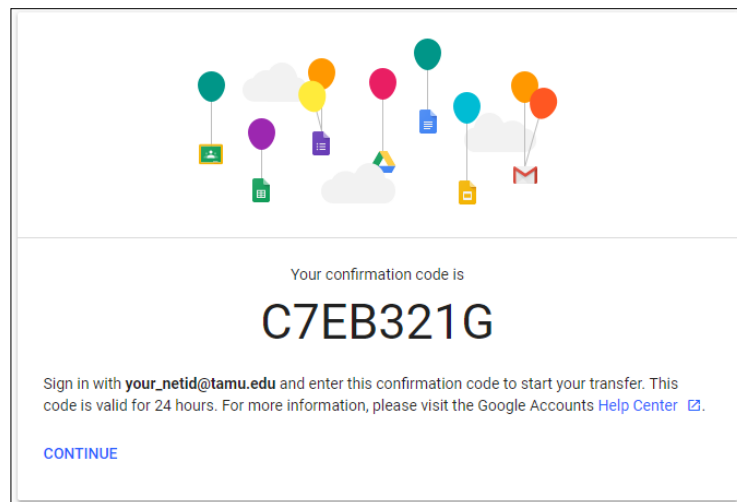 Your confirmation code is
C7EB321G
Sign in with your_netid@tamu.edu and enter this confirmation code to start your transfer. This
code is valid for 24 hours. For more information, please visit the Google Accounts Help Center.
CONTINUE